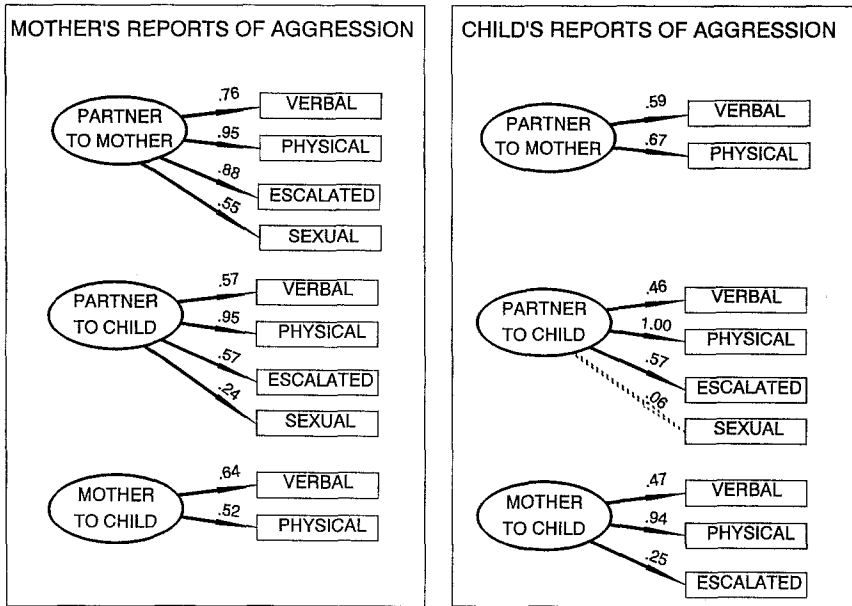 MOTHER'S REPORTS OF AGGRESSION
PARTNER
TO MOTHER
.76
VERBAL
.95
PHYSICAL
.88
ESCALATED
.55
SEXUAL
PARTNER
TO CHILD
.57
VERBAL
.95
PHYSICAL
.57
ESCALATED
.24
SEXUAL
MOTHER
TO CHILD
.64
VERBAL
.52
PHYSICAL
CHILD'S REPORTS OF AGGRESSION
PARTNER
TO MOTHER
.59
VERBAL
.67
PHYSICAL
PARTNER
TO CHILD
.46
VERBAL
1.00
PHYSICAL
.57
ESCALATED
.06
SEXUAL
MOTHER
TO CHILD
.47
VERBAL
.94
PHYSICAL
.25
ESCALATED